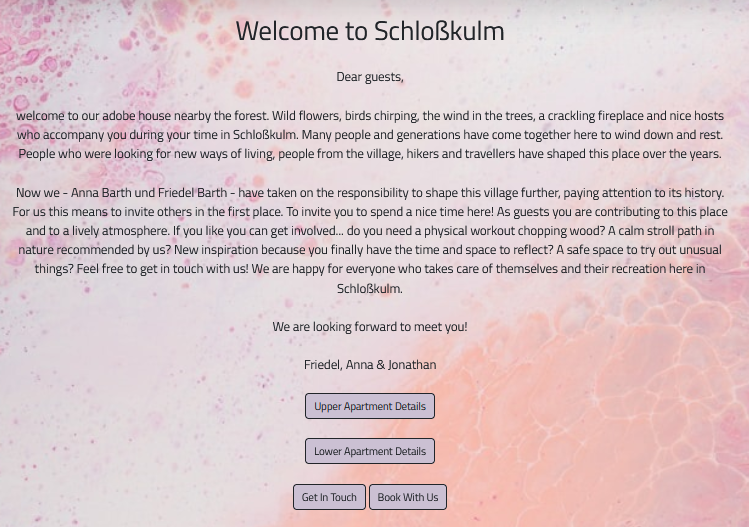 Welcome to Schloßkulm
Dear guests,
welcome to our adobe house nearby the forest. Wild flowers, birds chirping, the wind in the trees, a crackling fireplace and nice hosts
who accompany you during your time in Schloßkulm. Many people and generations have come together here to wind down and rest.
People who were looking for new ways of living, people from the village, hikers and travellers have shaped this place over the years.
Now we - Anna Barth und Friedel Barth - have taken on the responsibility to shape this village further, paying attention to its history.
For us this means to invite others in the first place. To invite you to spend a nice time here! As guests you are contributing to this place
and to a lively atmosphere. If you like you can get involved... do you need a physical workout chopping wood? A calm stroll path in
nature recommended by us? New inspiration because you finally have the time and space to reflect? A safe space to try out unusual
things? Feel free to get in touch with us! We are happy for everyone who takes care of themselves and their recreation here in
Schloßkulm.
We are looking forward to meet you!
Friedel, Anna & Jonathan
Upper Apartment Details
Lower Apartment Details
Get In Touch Book With Us